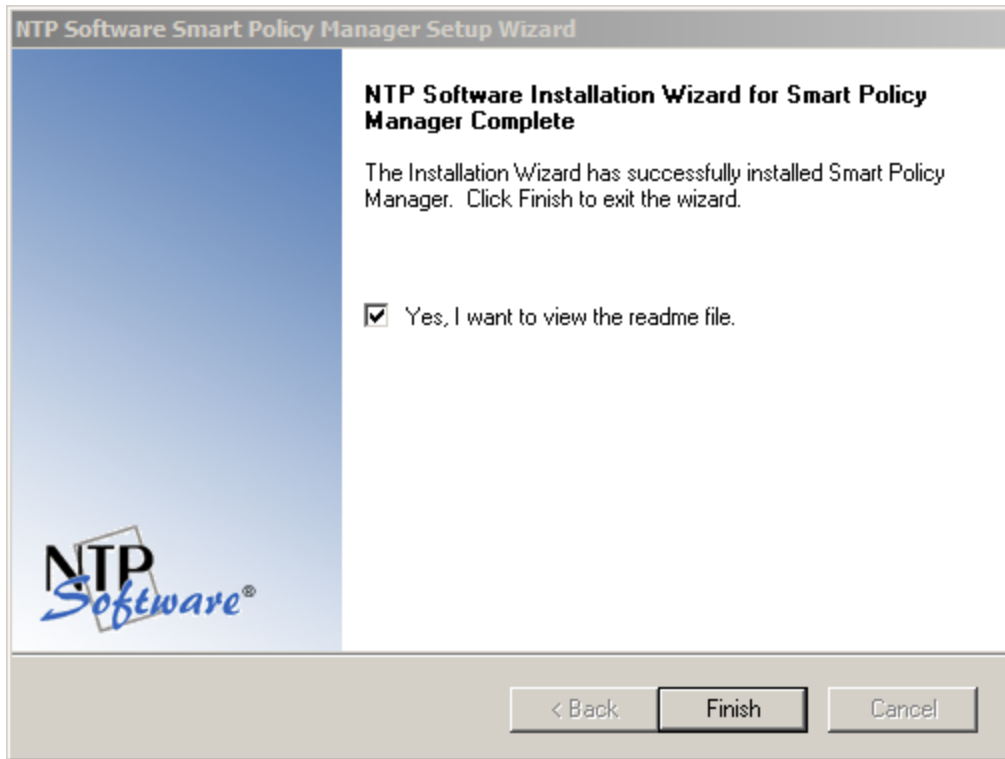 NTP Software Smart Policy Manager Setup Wizard
NTP Software Installation Wizard for Smart Policy
Manager Complete
The Installation Wizard has successfully installed Smart Policy
Manager. Click Finish to exit the wizard.
Yes, I want to view the readme file.
NTP
Software®
< Back
Finish
Cancel